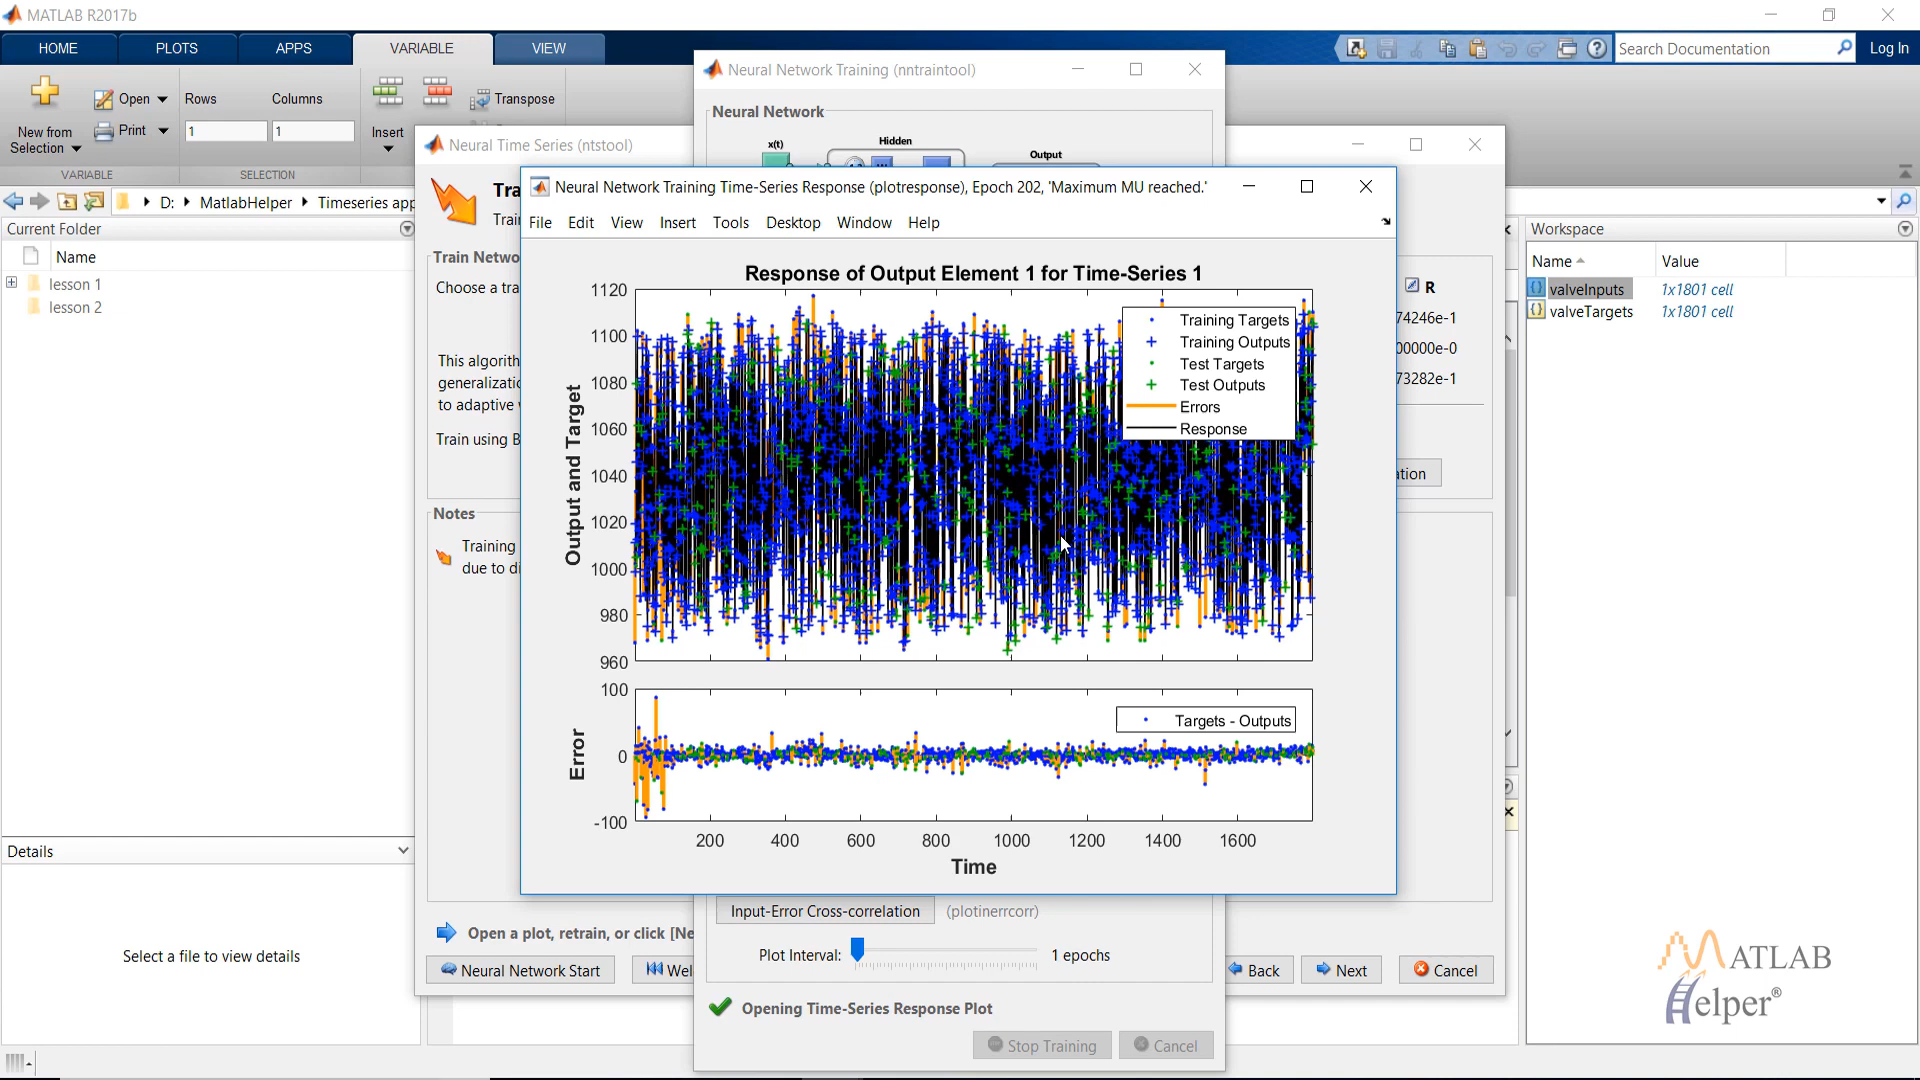 MATLAB R2017b
HOME
PLOTS
APPS
VARIABLE
VIEW
Search Documentation
Log In
New from
Selection
Open
Print
Rows
Columns
1
1
Insert
Transpose
VARIABLE
SELECTION
D:
MatlabHelper
Timeseries app
Current Folder
Name
lesson 1
lesson 2
Details
Select a file to view details
Neural Time Series (ntstool)
Tra
Trai
Train Netwo
Choose a tra
This algorith
generalizatio
to adaptive
Train using B
Notes
Training
due to di
R
74246e-1
00000e-0
73282e-1
ation
Open a plot, retrain, or click [Ne
Neural Network Start
Wel
Back
Next
Cancel
Neural Network Training (nntraintool)
Neural Network
x(t)
Hidden
Output
Neural Network Training Time-Series Response (plotresponse), Epoch 202, 'Maximum MU reached.'
File Edit View Insert Tools Desktop Window Help
Response of Output Element 1 for Time-Series 1
Output and Target
1120
1100
1080
1060
1040
1020
1000
980
960
Training Targets
Training Outputs
Test Targets
Test Outputs
Errors
Response
Error
100
0
-100
Targets - Outputs
200 400 600 800 1000 1200 1400 1600
Time
Input-Error Cross-correlation
(plotinerrcorr)
Plot Interval:
1 epochs
Opening Time-Series Response Plot
Stop Training
Cancel
Workspace
Name
Value
valveInputs
1x1801 cell
valveTargets
1x1801 cell
MATLAB
Helper®